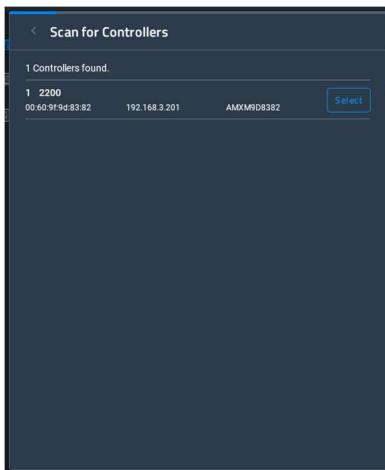 Scan for Controllers
1 Controllers found.
1 2200
00:60:9f:9d:83:82 192.168.3.201 AMXM9D8382
Select